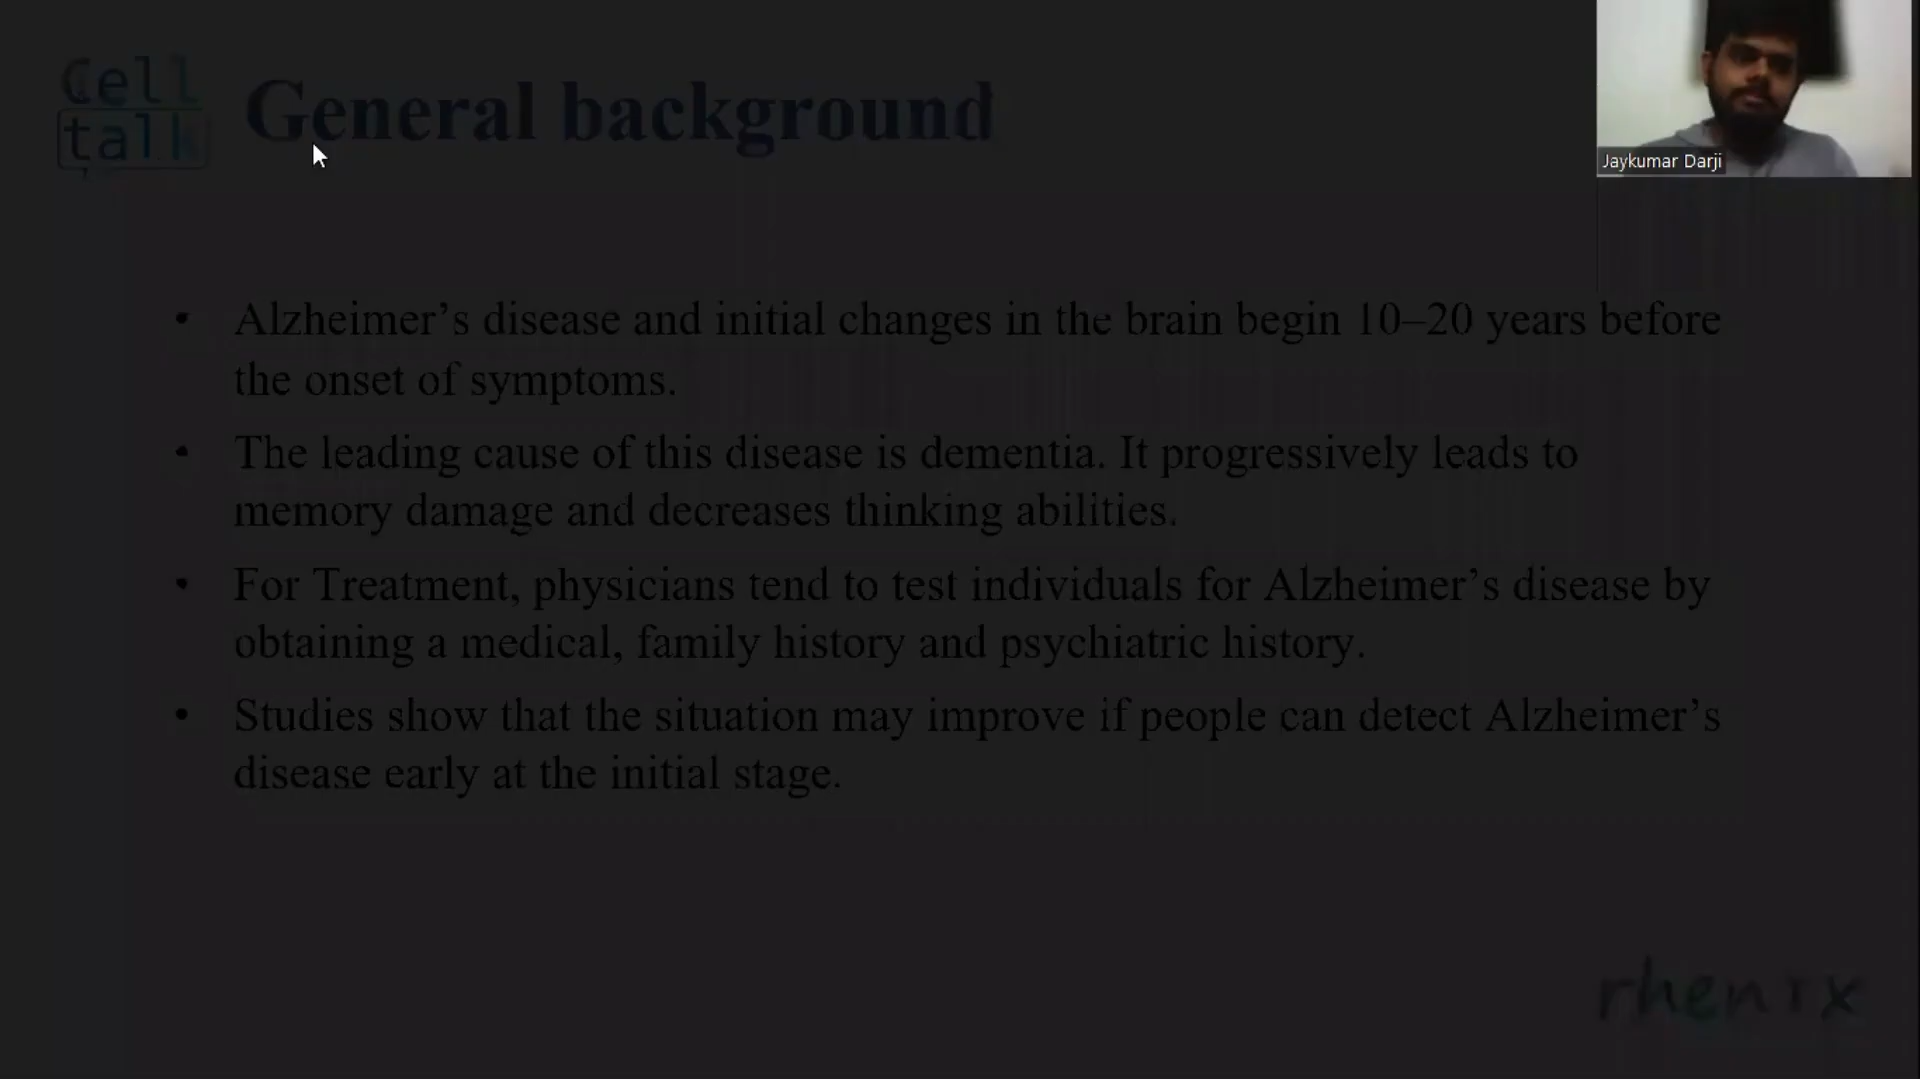 Cell
talk
General background
Jaykumar Darji
• Alzheimer’s disease and initial changes in the brain begin 10–20 years before
the onset of symptoms.
• The leading cause of this disease is dementia. It progressively leads to
memory damage and decreases thinking abilities.
• For Treatment, physicians tend to test individuals for Alzheimer’s disease by
obtaining a medical, family history and psychiatric history.
• Studies show that the situation may improve if people can detect Alzheimer’s
disease early at the initial stage.
rhenix